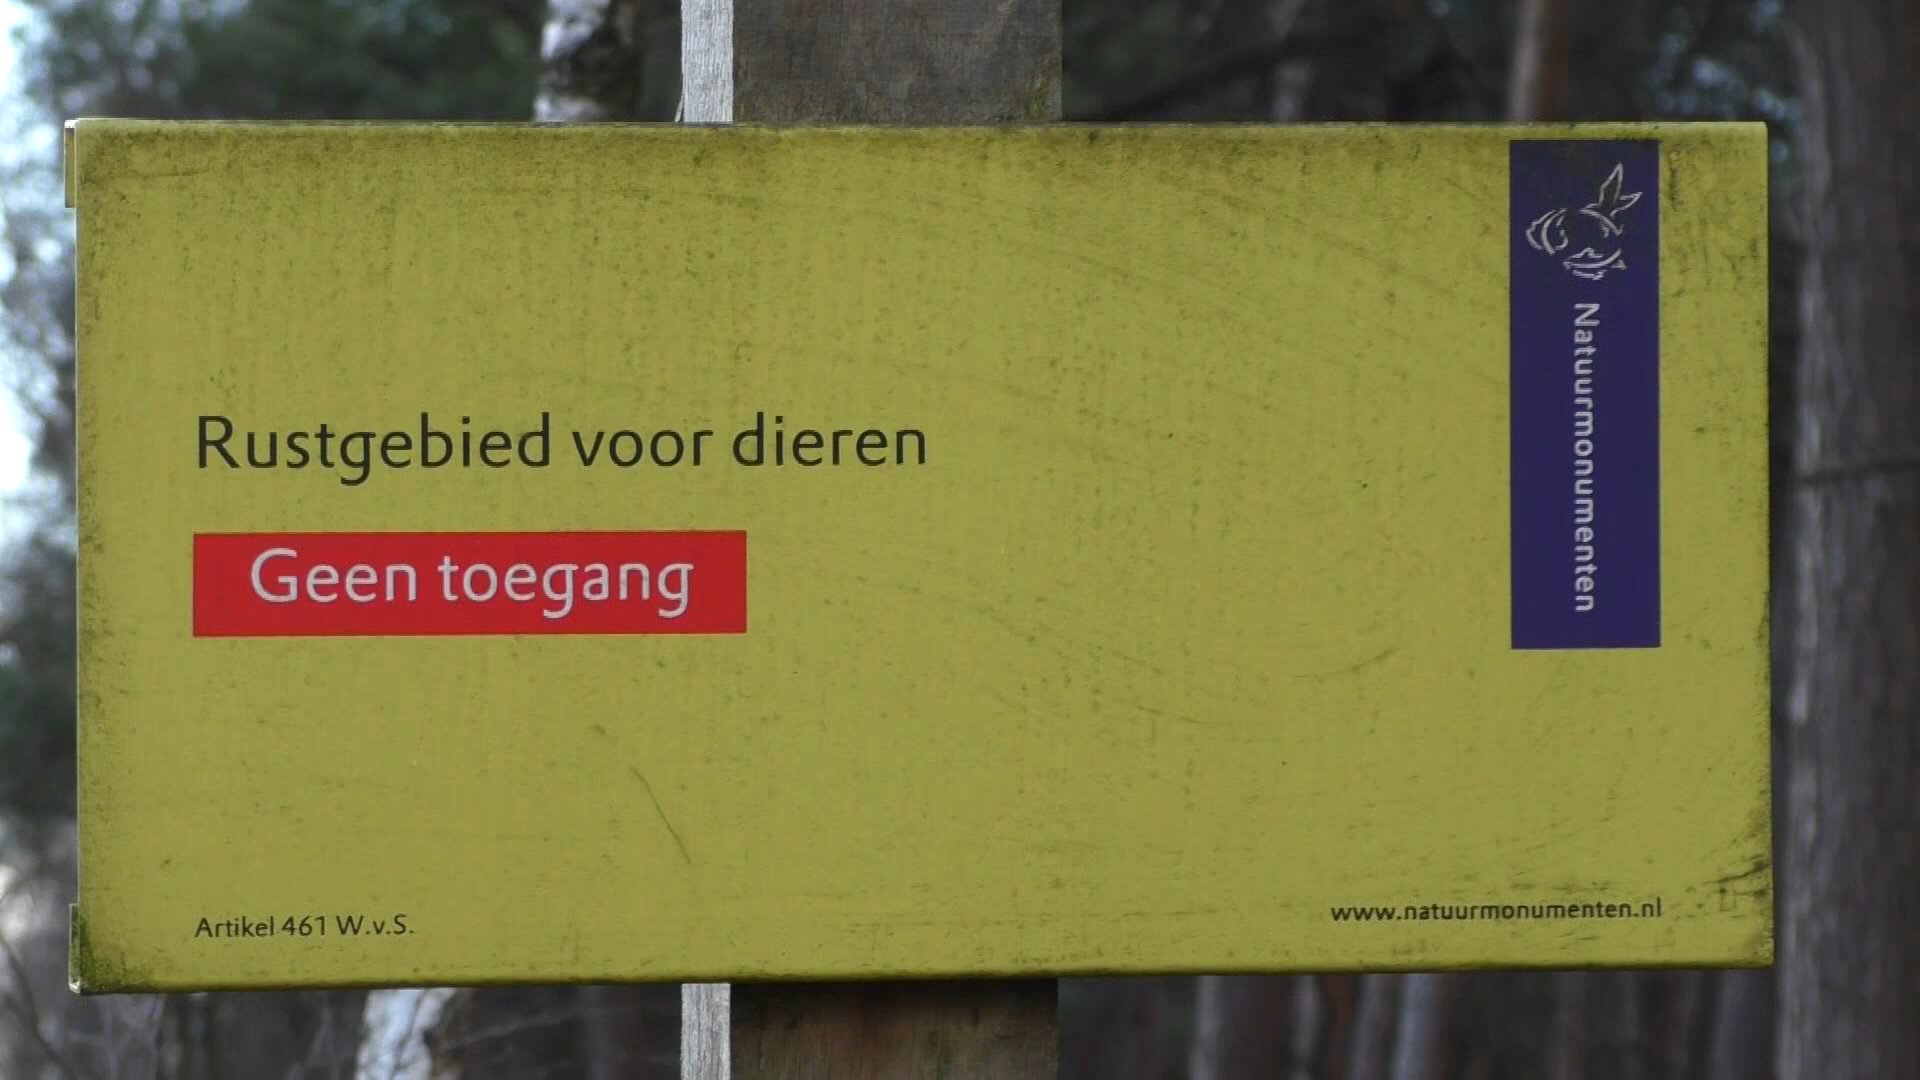 Rustgebied voor dieren
Geen toegang
Natuurmonumenten
Artikel 461 W.v.S.
www.natuurmonumenten.nl